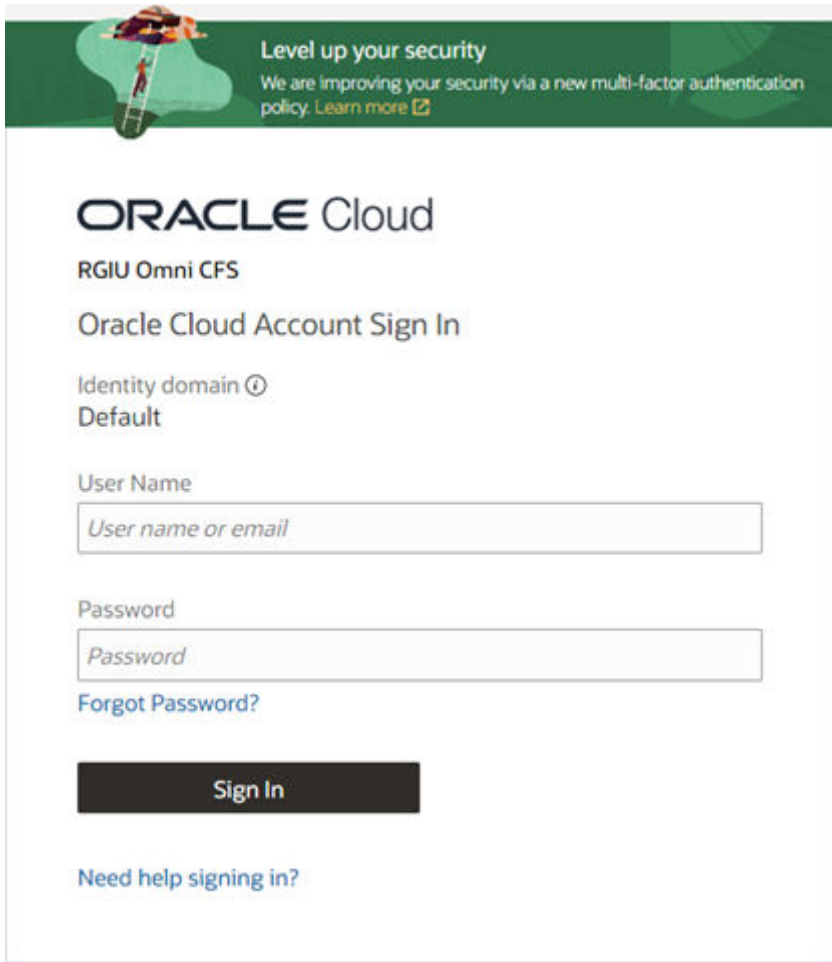 Level up your security
We are improving your security via a new multi-factor authentication
policy. Learn more
ORACLE Cloud
RGIU Omni CFS
Oracle Cloud Account Sign In
Identity domain
Default
User Name
User name or email
Password
Password
Forgot Password?
Sign In
Need help signing in?